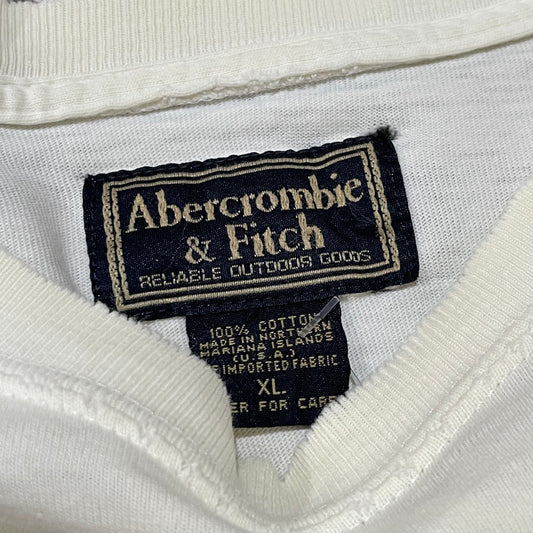 Abercrombie
& Fitch
RELIABLE OUTDOOR GOODS
100% COTTON
MADE IN NORTHERN
MARIANA ISLANDS
(U.S.A.)
IMPORTED FABRIC
XL
FOR CARE